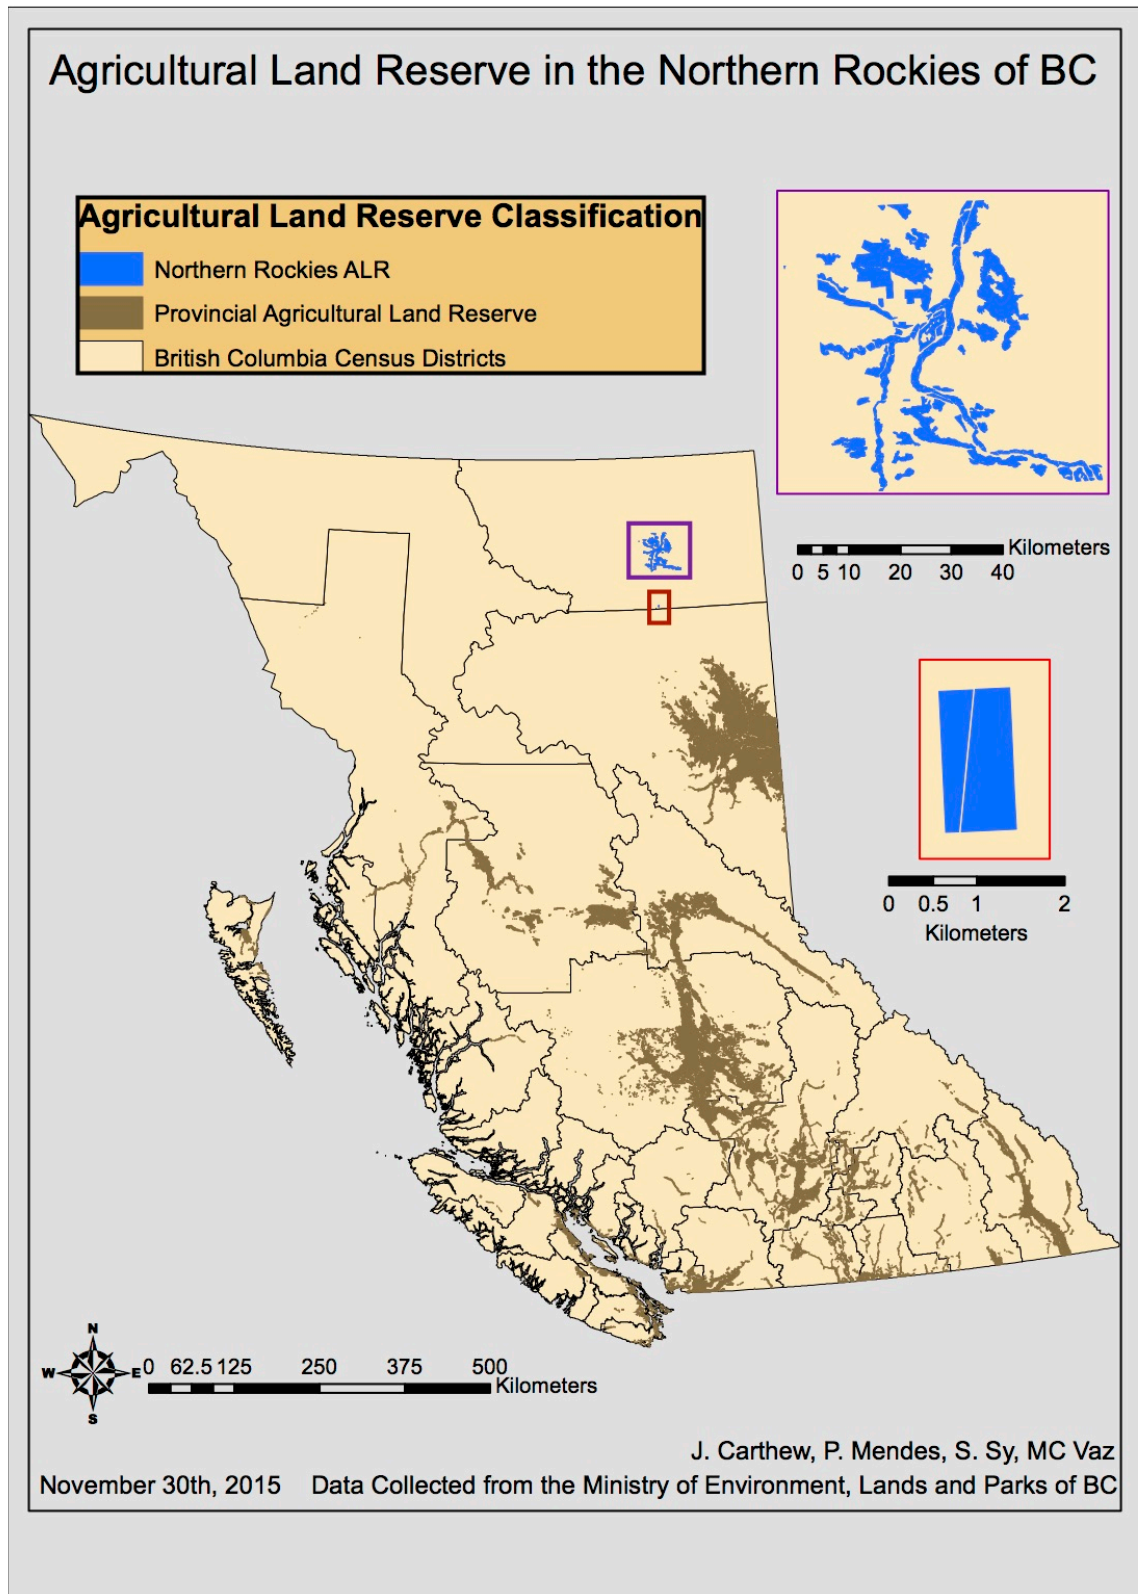 Agricultural Land Reserve in the Northern Rockies of BC
Agricultural Land Reserve Classification
Northern Rockies ALR
Provincial Agricultural Land Reserve
British Columbia Census Districts
Kilometers
0 5 10 20 30 40
0 0.5 1 2
Kilometers
N
W E
S
0 62.5 125 250 375 500
Kilometers
J. Carthew, P. Mendes, S. Sy, MC Vaz
November 30th, 2015 Data Collected from the Ministry of Environment, Lands and Parks of BC